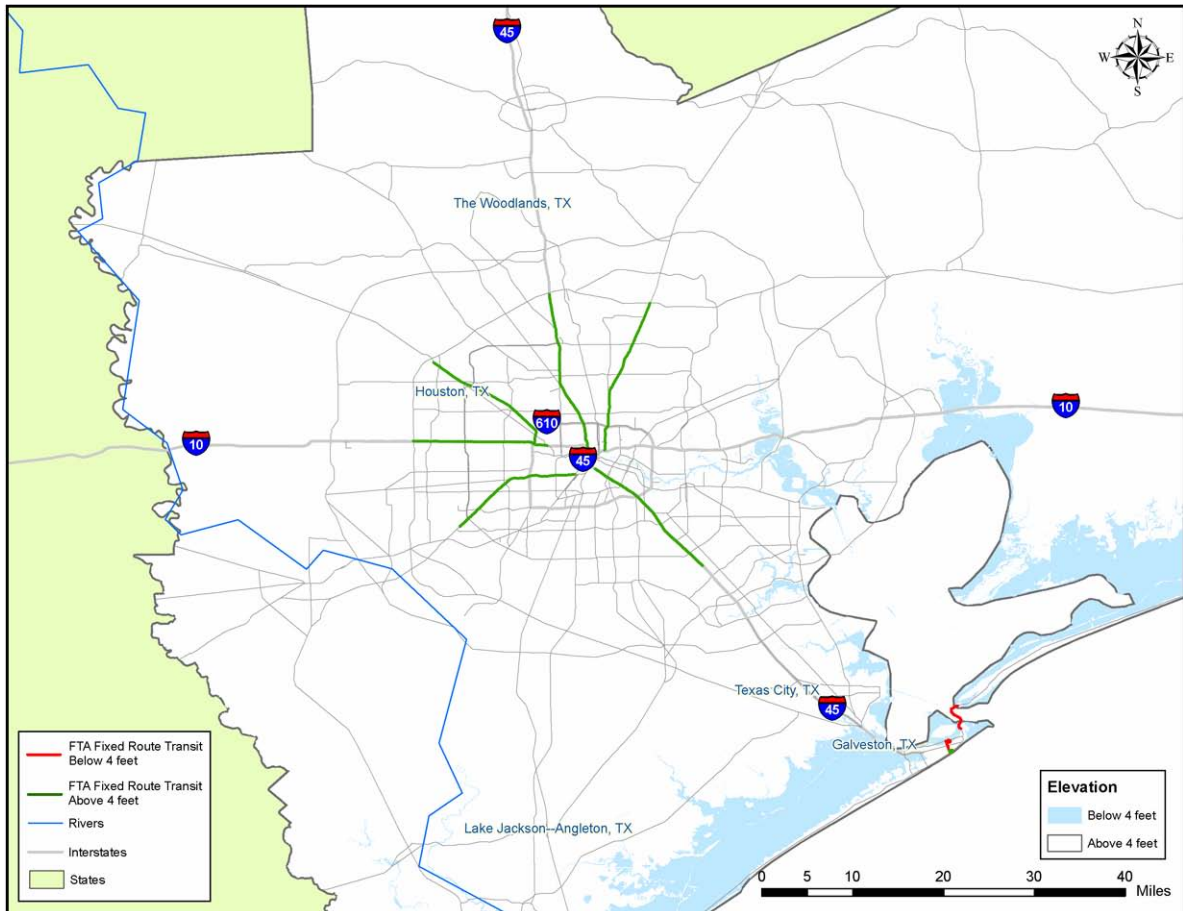 45
N
W E
S
The Woodlands, TX
Houston, TX
610
10
10
45
Texas City, TX
45
Galveston, TX
Lake Jackson--Angleton, TX
FTA Fixed Route Transit
Below 4 feet
FTA Fixed Route Transit
Above 4 feet
Rivers
Interstates
States
Elevation
Below 4 feet
Above 4 feet
0 5 10 20 30 40
Miles